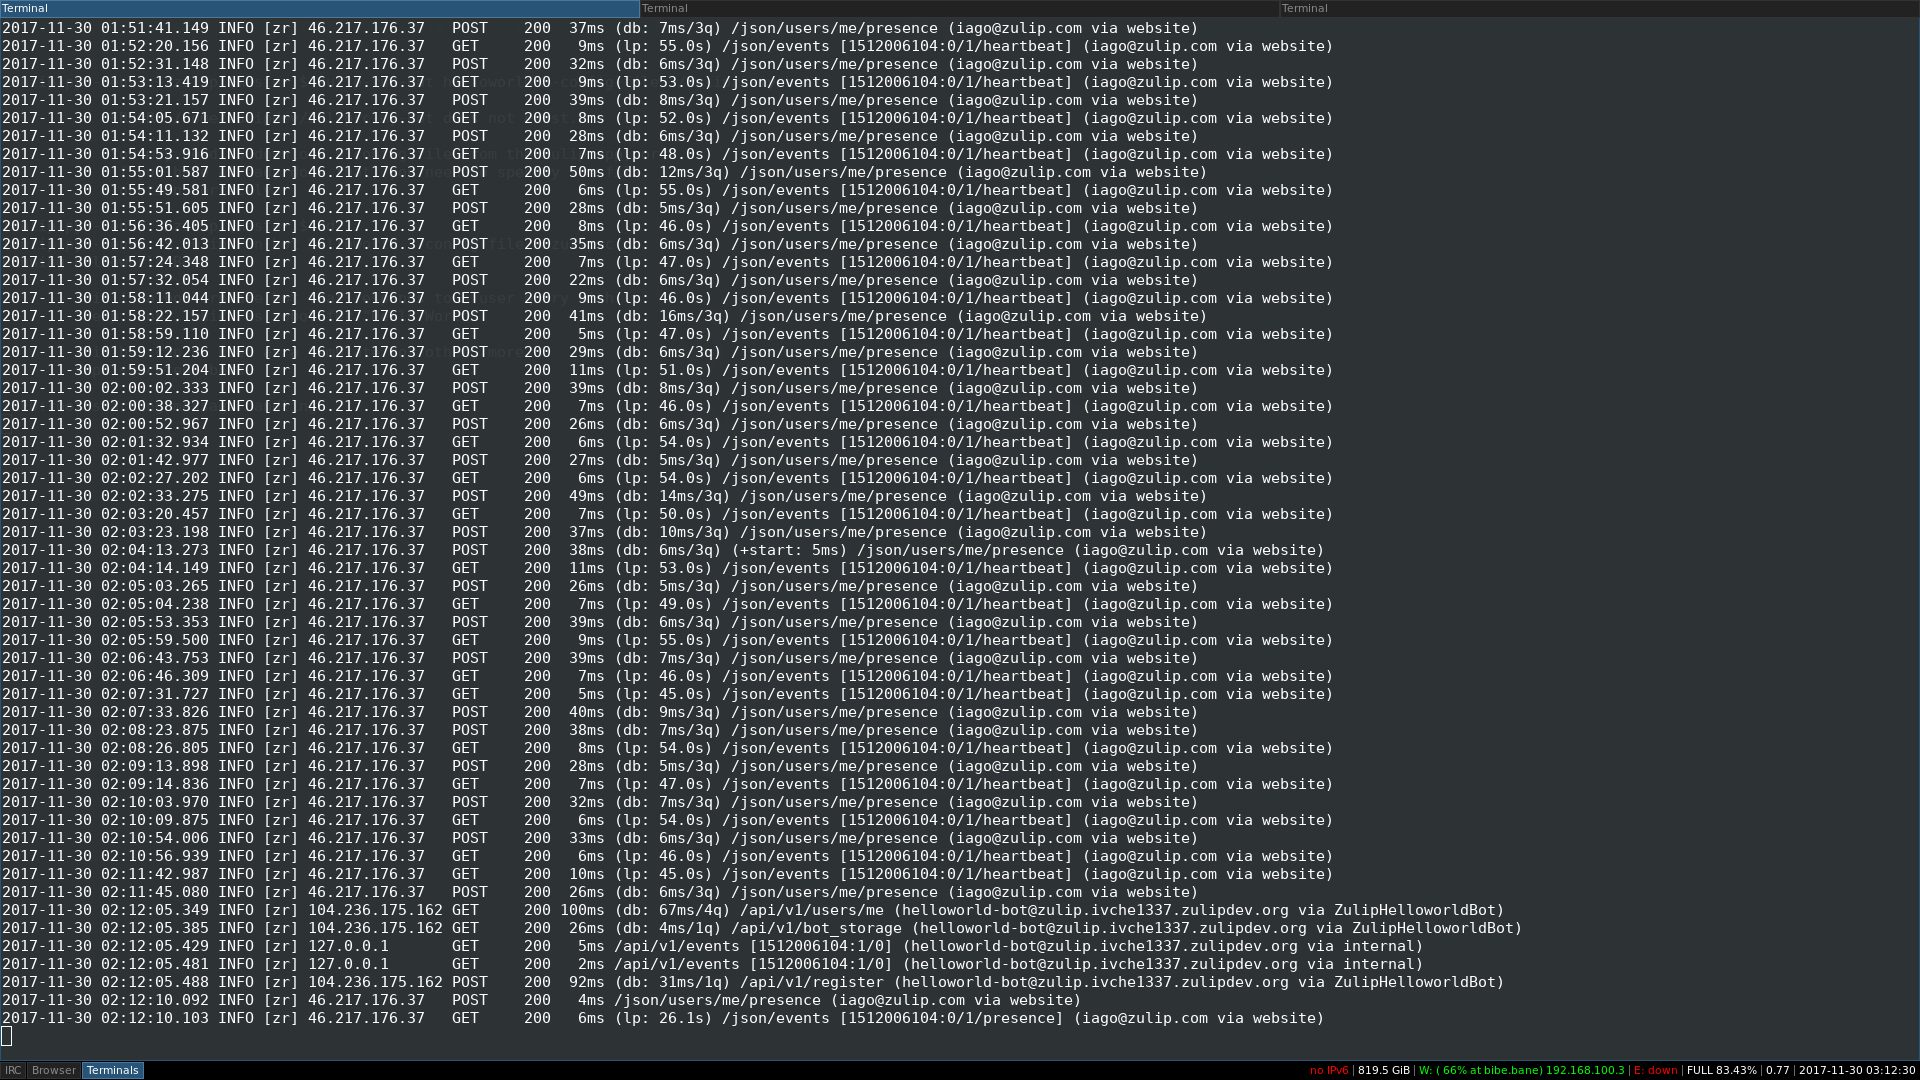 Terminal
Terminal
Terminal
2017-11-30 01:51:41.149 INFO [zr] 46.217.176.37   POST    200  37ms (db: 7ms/3q) /json/users/me/presence (iago@zulip.com via website)
2017-11-30 01:52:20.156 INFO [zr] 46.217.176.37   GET     200   9ms (lp: 55.0s) /json/events [1512006104:0/1/heartbeat] (iago@zulip.com via website)
2017-11-30 01:52:31.148 INFO [zr] 46.217.176.37   POST    200  32ms (db: 6ms/3q) /json/users/me/presence (iago@zulip.com via website)
2017-11-30 01:53:13.419 INFO [zr] 46.217.176.37   GET     200   9ms (lp: 53.0s) /json/events [1512006104:0/1/heartbeat] (iago@zulip.com via website)
2017-11-30 01:53:21.157 INFO [zr] 46.217.176.37   POST    200  39ms (db: 8ms/3q) /json/users/me/presence (iago@zulip.com via website)
2017-11-30 01:54:05.671 INFO [zr] 46.217.176.37   GET     200   8ms (lp: 52.0s) /json/events [1512006104:0/1/heartbeat] (iago@zulip.com via website)
2017-11-30 01:54:11.132 INFO [zr] 46.217.176.37   POST    200  28ms (db: 6ms/3q) /json/users/me/presence (iago@zulip.com via website)
2017-11-30 01:54:53.916 INFO [zr] 46.217.176.37   GET     200   7ms (lp: 48.0s) /json/events [1512006104:0/1/heartbeat] (iago@zulip.com via website)
2017-11-30 01:55:01.587 INFO [zr] 46.217.176.37   POST    200  50ms (db: 12ms/3q) /json/users/me/presence (iago@zulip.com via website)
2017-11-30 01:55:49.581 INFO [zr] 46.217.176.37   GET     200   6ms (lp: 55.0s) /json/events [1512006104:0/1/heartbeat] (iago@zulip.com via website)
2017-11-30 01:55:51.605 INFO [zr] 46.217.176.37   POST    200  28ms (db: 5ms/3q) /json/users/me/presence (iago@zulip.com via website)
2017-11-30 01:56:36.405 INFO [zr] 46.217.176.37   GET     200   8ms (lp: 46.0s) /json/events [1512006104:0/1/heartbeat] (iago@zulip.com via website)
2017-11-30 01:56:42.013 INFO [zr] 46.217.176.37   POST    200  35ms (db: 6ms/3q) /json/users/me/presence (iago@zulip.com via website)
2017-11-30 01:57:24.348 INFO [zr] 46.217.176.37   GET     200   7ms (lp: 47.0s) /json/events [1512006104:0/1/heartbeat] (iago@zulip.com via website)
2017-11-30 01:57:32.054 INFO [zr] 46.217.176.37   POST    200  22ms (db: 6ms/3q) /json/users/me/presence (iago@zulip.com via website)
2017-11-30 01:58:11.044 INFO [zr] 46.217.176.37   GET     200   9ms (lp: 46.0s) /json/events [1512006104:0/1/heartbeat] (iago@zulip.com via website)
2017-11-30 01:58:22.157 INFO [zr] 46.217.176.37   POST    200  41ms (db: 16ms/3q) /json/users/me/presence (iago@zulip.com via website)
2017-11-30 01:58:59.110 INFO [zr] 46.217.176.37   GET     200   5ms (lp: 47.0s) /json/events [1512006104:0/1/heartbeat] (iago@zulip.com via website)
2017-11-30 01:59:12.236 INFO [zr] 46.217.176.37   POST    200  29ms (db: 6ms/3q) /json/users/me/presence (iago@zulip.com via website)
2017-11-30 01:59:51.204 INFO [zr] 46.217.176.37   GET     200  11ms (lp: 51.0s) /json/events [1512006104:0/1/heartbeat] (iago@zulip.com via website)
2017-11-30 02:00:02.333 INFO [zr] 46.217.176.37   POST    200  39ms (db: 8ms/3q) /json/users/me/presence (iago@zulip.com via website)
2017-11-30 02:00:38.327 INFO [zr] 46.217.176.37   GET     200   7ms (lp: 46.0s) /json/events [1512006104:0/1/heartbeat] (iago@zulip.com via website)
2017-11-30 02:00:52.967 INFO [zr] 46.217.176.37   POST    200  26ms (db: 6ms/3q) /json/users/me/presence (iago@zulip.com via website)
2017-11-30 02:01:32.934 INFO [zr] 46.217.176.37   GET     200   6ms (lp: 54.0s) /json/events [1512006104:0/1/heartbeat] (iago@zulip.com via website)
2017-11-30 02:01:42.977 INFO [zr] 46.217.176.37   POST    200  27ms (db: 5ms/3q) /json/users/me/presence (iago@zulip.com via website)
2017-11-30 02:02:27.202 INFO [zr] 46.217.176.37   GET     200   6ms (lp: 54.0s) /json/events [1512006104:0/1/heartbeat] (iago@zulip.com via website)
2017-11-30 02:02:33.275 INFO [zr] 46.217.176.37   POST    200  49ms (db: 14ms/3q) /json/users/me/presence (iago@zulip.com via website)
2017-11-30 02:03:20.457 INFO [zr] 46.217.176.37   GET     200   7ms (lp: 50.0s) /json/events [1512006104:0/1/heartbeat] (iago@zulip.com via website)
2017-11-30 02:03:23.198 INFO [zr] 46.217.176.37   POST    200  37ms (db: 10ms/3q) /json/users/me/presence (iago@zulip.com via website)
2017-11-30 02:04:13.273 INFO [zr] 46.217.176.37   POST    200  38ms (db: 6ms/3q) (+start: 5ms) /json/users/me/presence (iago@zulip.com via website)
2017-11-30 02:04:14.149 INFO [zr] 46.217.176.37   GET     200  11ms (lp: 53.0s) /json/events [1512006104:0/1/heartbeat] (iago@zulip.com via website)
2017-11-30 02:05:03.265 INFO [zr] 46.217.176.37   POST    200  26ms (db: 5ms/3q) /json/users/me/presence (iago@zulip.com via website)
2017-11-30 02:05:04.238 INFO [zr] 46.217.176.37   GET     200   7ms (lp: 49.0s) /json/events [1512006104:0/1/heartbeat] (iago@zulip.com via website)
2017-11-30 02:05:53.353 INFO [zr] 46.217.176.37   POST    200  39ms (db: 6ms/3q) /json/users/me/presence (iago@zulip.com via website)
2017-11-30 02:05:59.500 INFO [zr] 46.217.176.37   GET     200   9ms (lp: 55.0s) /json/events [1512006104:0/1/heartbeat] (iago@zulip.com via website)
2017-11-30 02:06:43.753 INFO [zr] 46.217.176.37   POST    200  39ms (db: 7ms/3q) /json/users/me/presence (iago@zulip.com via website)
2017-11-30 02:06:46.309 INFO [zr] 46.217.176.37   GET     200   7ms (lp: 46.0s) /json/events [1512006104:0/1/heartbeat] (iago@zulip.com via website)
2017-11-30 02:07:31.727 INFO [zr] 46.217.176.37   GET     200   5ms (lp: 45.0s) /json/events [1512006104:0/1/heartbeat] (iago@zulip.com via website)
2017-11-30 02:07:33.826 INFO [zr] 46.217.176.37   POST    200  40ms (db: 9ms/3q) /json/users/me/presence (iago@zulip.com via website)
2017-11-30 02:08:23.875 INFO [zr] 46.217.176.37   POST    200  38ms (db: 7ms/3q) /json/users/me/presence (iago@zulip.com via website)
2017-11-30 02:08:26.805 INFO [zr] 46.217.176.37   GET     200   8ms (lp: 54.0s) /json/events [1512006104:0/1/heartbeat] (iago@zulip.com via website)
2017-11-30 02:09:13.898 INFO [zr] 46.217.176.37   POST    200  28ms (db: 5ms/3q) /json/users/me/presence (iago@zulip.com via website)
2017-11-30 02:09:14.836 INFO [zr] 46.217.176.37   GET     200   7ms (lp: 47.0s) /json/events [1512006104:0/1/heartbeat] (iago@zulip.com via website)
2017-11-30 02:10:03.970 INFO [zr] 46.217.176.37   POST    200  32ms (db: 7ms/3q) /json/users/me/presence (iago@zulip.com via website)
2017-11-30 02:10:09.875 INFO [zr] 46.217.176.37   GET     200   6ms (lp: 54.0s) /json/events [1512006104:0/1/heartbeat] (iago@zulip.com via website)
2017-11-30 02:10:54.006 INFO [zr] 46.217.176.37   POST    200  33ms (db: 6ms/3q) /json/users/me/presence (iago@zulip.com via website)
2017-11-30 02:10:56.939 INFO [zr] 46.217.176.37   GET     200   6ms (lp: 46.0s) /json/events [1512006104:0/1/heartbeat] (iago@zulip.com via website)
2017-11-30 02:11:42.987 INFO [zr] 46.217.176.37   GET     200  10ms (lp: 45.0s) /json/events [1512006104:0/1/heartbeat] (iago@zulip.com via website)
2017-11-30 02:11:45.080 INFO [zr] 46.217.176.37   POST    200  26ms (db: 6ms/3q) /json/users/me/presence (iago@zulip.com via website)
2017-11-30 02:12:05.349 INFO [zr] 104.236.175.162 GET     200 100ms (db: 67ms/4q) /api/v1/users/me (helloworld-bot@zulip.ivche1337.zulipdev.org via ZulipHelloworldBot)
2017-11-30 02:12:05.385 INFO [zr] 104.236.175.162 GET     200  26ms (db: 4ms/1q) /api/v1/bot_storage (helloworld-bot@zulip.ivche1337.zulipdev.org via ZulipHelloworldBot)
2017-11-30 02:12:05.429 INFO [zr] 127.0.0.1       GET     200   5ms /api/v1/events [1512006104:1/0] (helloworld-bot@zulip.ivche1337.zulipdev.org via internal)
2017-11-30 02:12:05.481 INFO [zr] 127.0.0.1       GET     200   2ms /api/v1/events [1512006104:1/0] (helloworld-bot@zulip.ivche1337.zulipdev.org via internal)
2017-11-30 02:12:05.488 INFO [zr] 104.236.175.162 POST    200  92ms (db: 31ms/1q) /api/v1/register (helloworld-bot@zulip.ivche1337.zulipdev.org via ZulipHelloworldBot)
2017-11-30 02:12:10.092 INFO [zr] 46.217.176.37   POST    200   4ms /json/users/me/presence (iago@zulip.com via website)
2017-11-30 02:12:10.103 INFO [zr] 46.217.176.37   GET     200   6ms (lp: 26.1s) /json/events [1512006104:0/1/presence] (iago@zulip.com via website)
IRC Browser Terminals
no IPv6 | 819.5 GiB | W: ( 66% at bibe.bane) 192.168.100.3 | E: down | FULL 83.43% | 0.77 | 2017-11-30 03:12:30